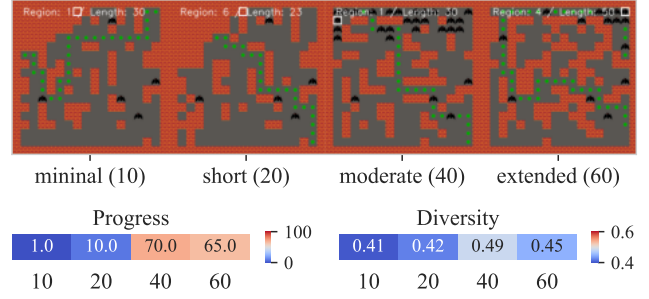 Region: 1 / Length: 30
Region: 6 / Length: 23
Region: 1 / Length: 30
Region: 4 / Length: 50
mininal (10)
short (20)
moderate (40)
extended (60)
Progress
1.0 10.0 70.0 65.0
100
0
10 20 40 60
Diversity
0.41 0.42 0.49 0.45
0.6
0.4
10 20 40 60